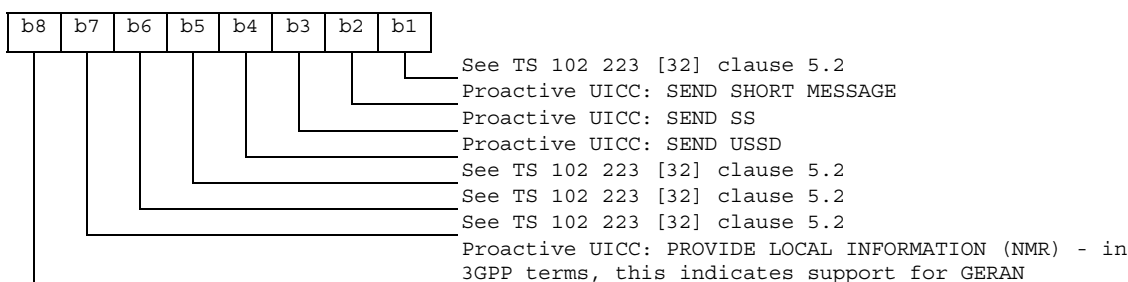 b8 b7 b6 b5 b4 b3 b2 b1
See TS 102 223 [32] clause 5.2
Proactive UICC: SEND SHORT MESSAGE
Proactive UICC: SEND SS
Proactive UICC: SEND USSD
See TS 102 223 [32] clause 5.2
See TS 102 223 [32] clause 5.2
See TS 102 223 [32] clause 5.2
Proactive UICC: PROVIDE LOCAL INFORMATION (NMR) - in
3GPP terms, this indicates support for GERAN